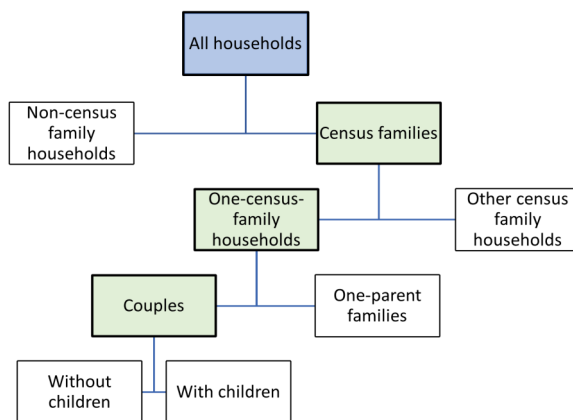 All households
Non-census
family
households
Census families
One-census-
family
households
Other census
family
households
Couples
One-parent
families
Without
children
With children